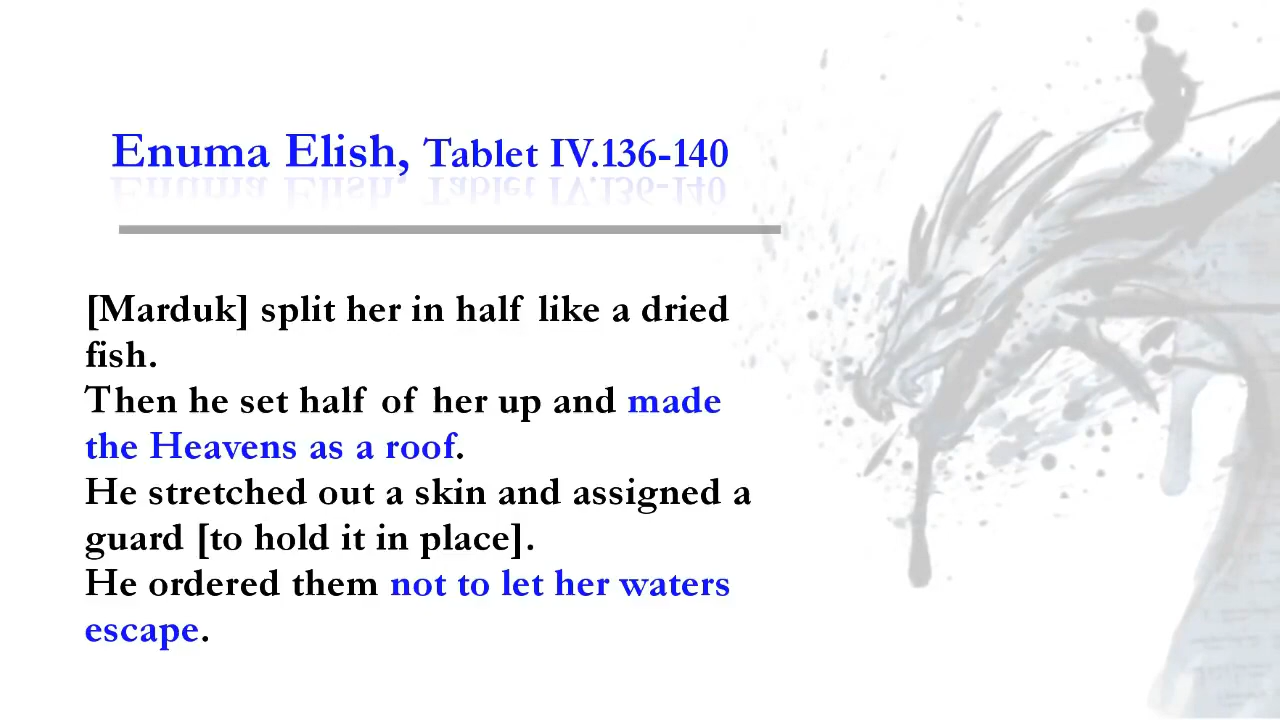 Enuma Elish, Tablet IV.136-140
[Marduk] split her in half like a dried
fish.
Then he set half of her up and made
the Heavens as a roof.
He stretched out a skin and assigned a
guard [to hold it in place].
He ordered them not to let her waters
escape.